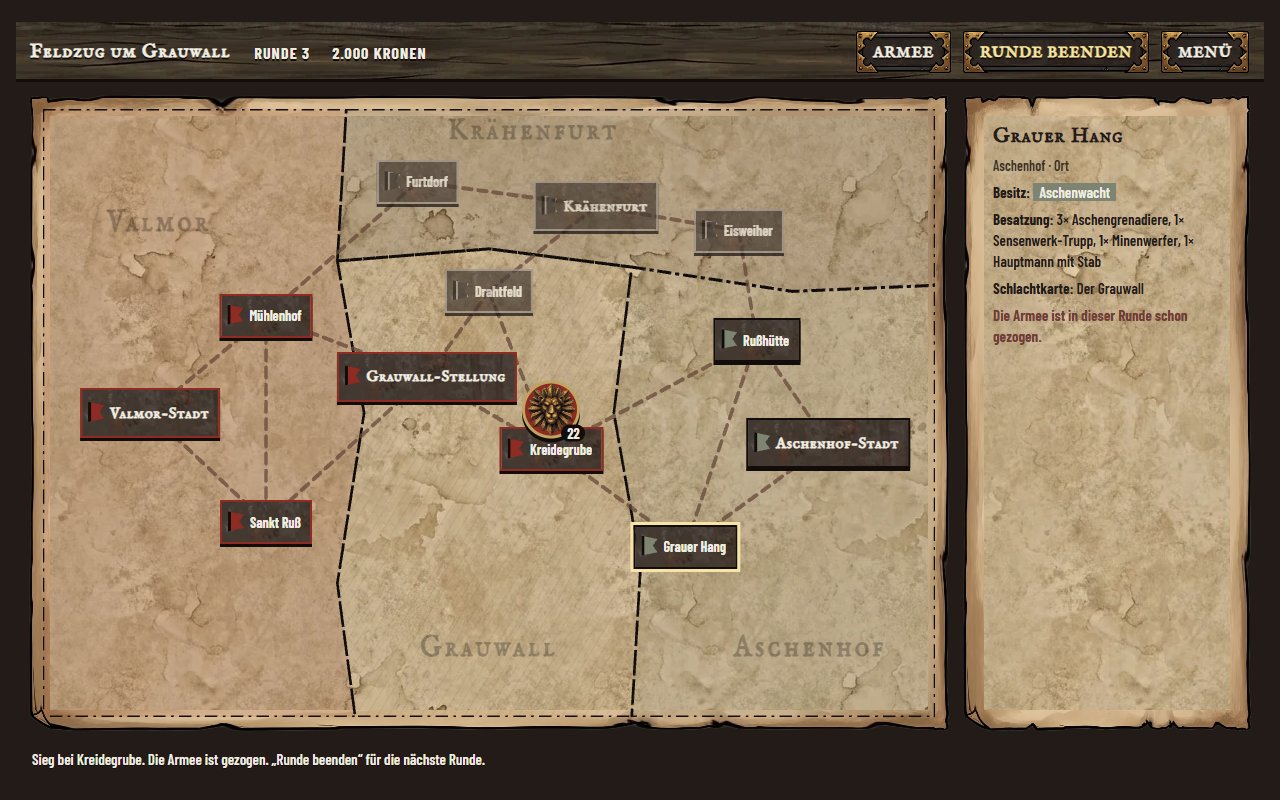 Feldzug um Grauwall
RUNDE 3
2.000 KRONEN
ARMEE
RUNDE BEENDEN
MENÜ
Krähenfurt
Furtdorf
Krähenfurt
Valmor
Eisweiher
Drahtfeld
Mühlenhof
Rußhütte
Grauwall-Stellung
Valmor-Stadt
22
Kreidegrube
Aschenhof-Stadt
Sankt Ruß
Grauer Hang
Grauwall
Aschenhof
Grauer Hang
Aschenhof · Ort
Besitz: Aschenwacht
Besatzung: 3× Aschengrenadiere, 1×
Sensenwerk-Trupp, 1× Minenwerfer, 1×
Hauptmann mit Stab
Schlachtkarte: Der Grauwall
Die Armee ist in dieser Runde schon
gezogen.
Sieg bei Kreidegrube. Die Armee ist gezogen. „Runde beenden“ für die nächste Runde.